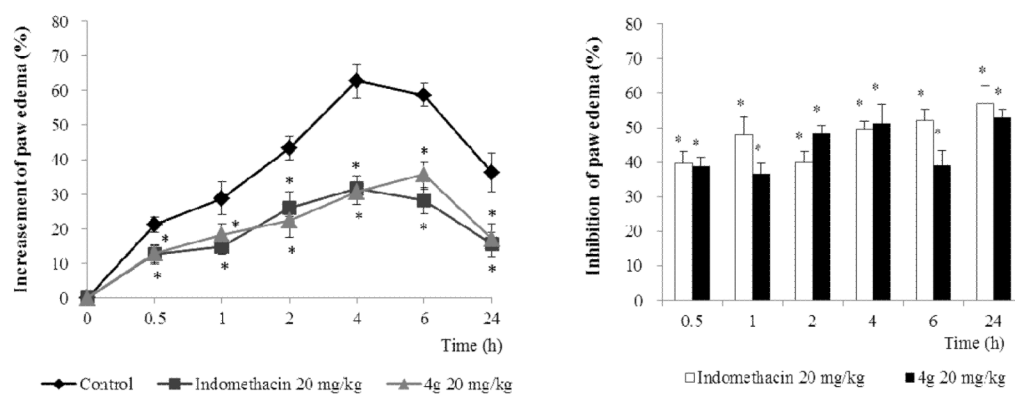 Increasement of paw edema (%)
80
70
60
50
40
30
20
10
0
* * * * * * * * * * * *
0 0.5 1 2 4 6 24
Time (h)
Control Indomethacin 20 mg/kg 4g 20 mg/kg
Inhibition of paw edema (%)
80
70
60
50
40
30
20
10
0
* * * * * * * * * * * *
0.5 1 2 4 6 24
Time (h)
Indomethacin 20 mg/kg 4g 20 mg/kg